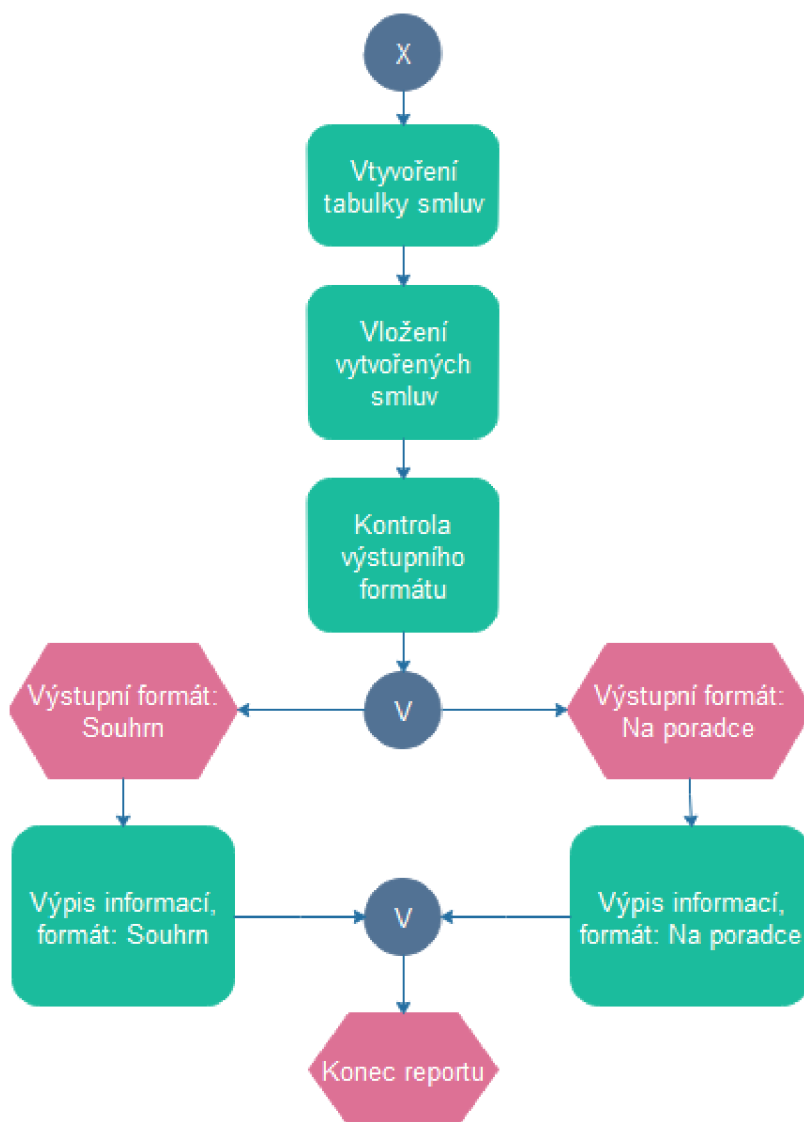 X
Vtyvoření
tabulky smluv
Vložení
vytvořených
smluv
Kontrola
výstupního
formátu
Výstupní formát:
Souhrn
V
Výstupní formát:
Na poradce
Výpis informací,
formát: Souhrn
V
Výpis informací,
formát: Na poradce
Konec reportu